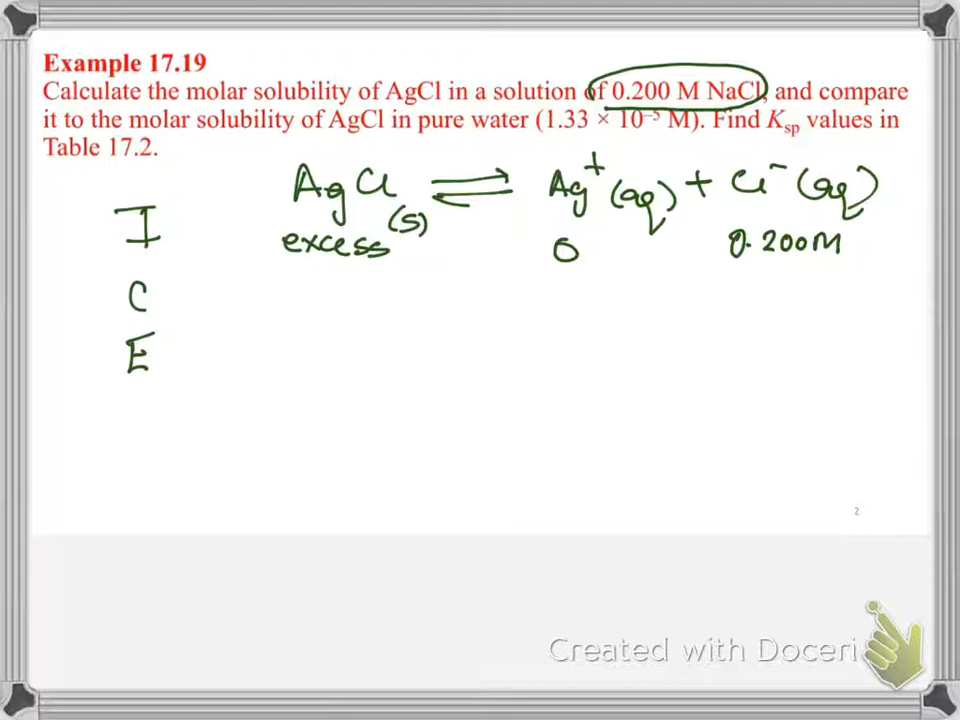 Example 17.19
Calculate the molar solubility of AgCl in a solution of 0.200 M NaCl, and compare
it to the molar solubility of AgCl in pure water (1.33 × 10⁻⁵ M). Find Kₛₚ values in
Table 17.2.
AgCl (s) ⇌ Ag⁺ (aq) + Cl⁻ (aq)
I excess 0 0.200M
C
E
2
Created with Doceri